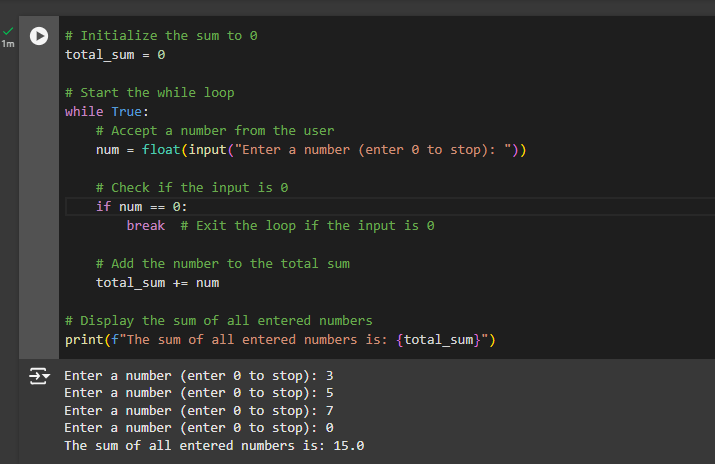 # Initialize the sum to 0
total_sum = 0
# Start the while loop
while True:
# Accept a number from the user
num = float(input("Enter a number (enter 0 to stop): "))
# Check if the input is 0
1m
if num == 0:
break  # Exit the loop if the input is 0
# Add the number to the total sum
total_sum += num
# Display the sum of all entered numbers
print(f"The sum of all entered numbers is: {total_sum}")
Enter a number (enter 0 to stop): 3
Enter a number (enter 0 to stop): 5
Enter a number (enter 0 to stop): 7
Enter a number (enter 0 to stop): 0
The sum of all entered numbers is: 15.0